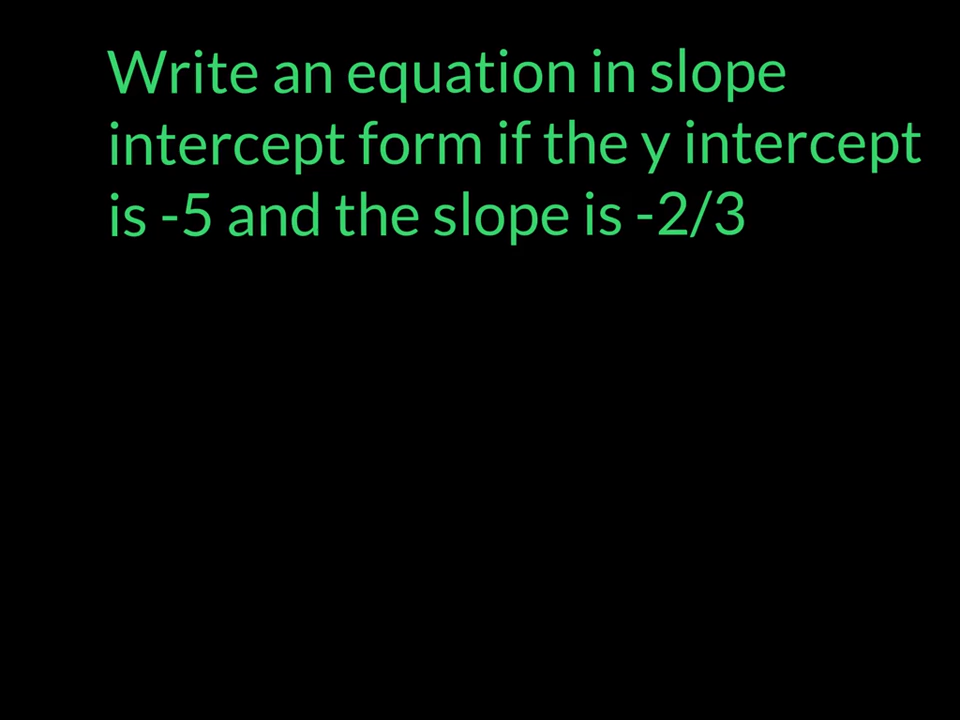 Write an equation in slope
intercept form if the y intercept
is -5 and the slope is -2/3